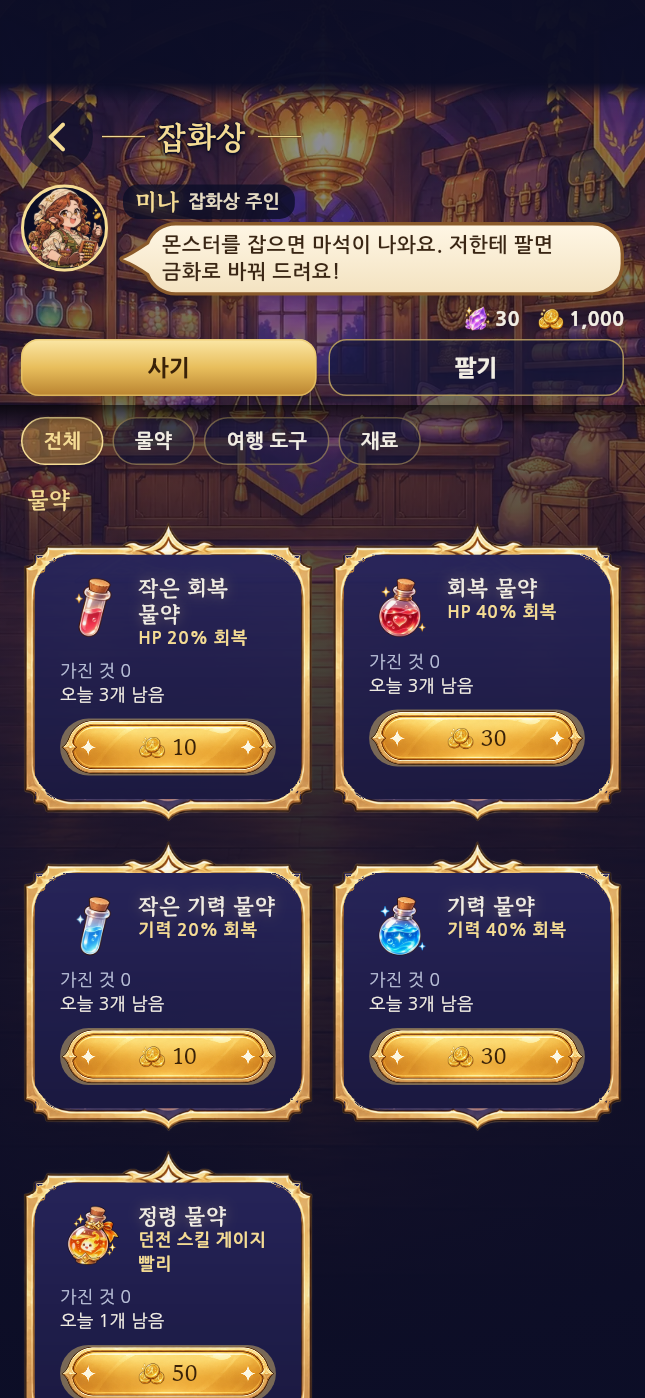 잡화상
미나 잡화상 주인
몬스터를 잡으면 마석이 나와요. 저한테 팔면
금화로 바꿔 드려요!
30 1,000
사기 팔기
전체 물약 여행 도구 재료
물약
작은 회복
물약
HP 20% 회복
가진 것 0
오늘 3개 남음
10
회복 물약
HP 40% 회복
가진 것 0
오늘 3개 남음
30
작은 기력 물약
기력 20% 회복
가진 것 0
오늘 3개 남음
10
기력 물약
기력 40% 회복
가진 것 0
오늘 3개 남음
30
정령 물약
던전 스킬 게이지
빨리
가진 것 0
오늘 1개 남음
50